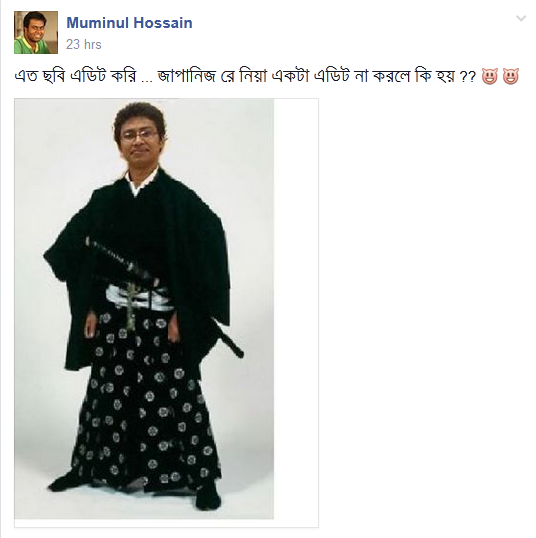 Muminul Hossain
23 hrs
এত ছবি এডিট করি ... জাপানিজ রে নিয়া একটা এডিট না করলে কি হয় ??